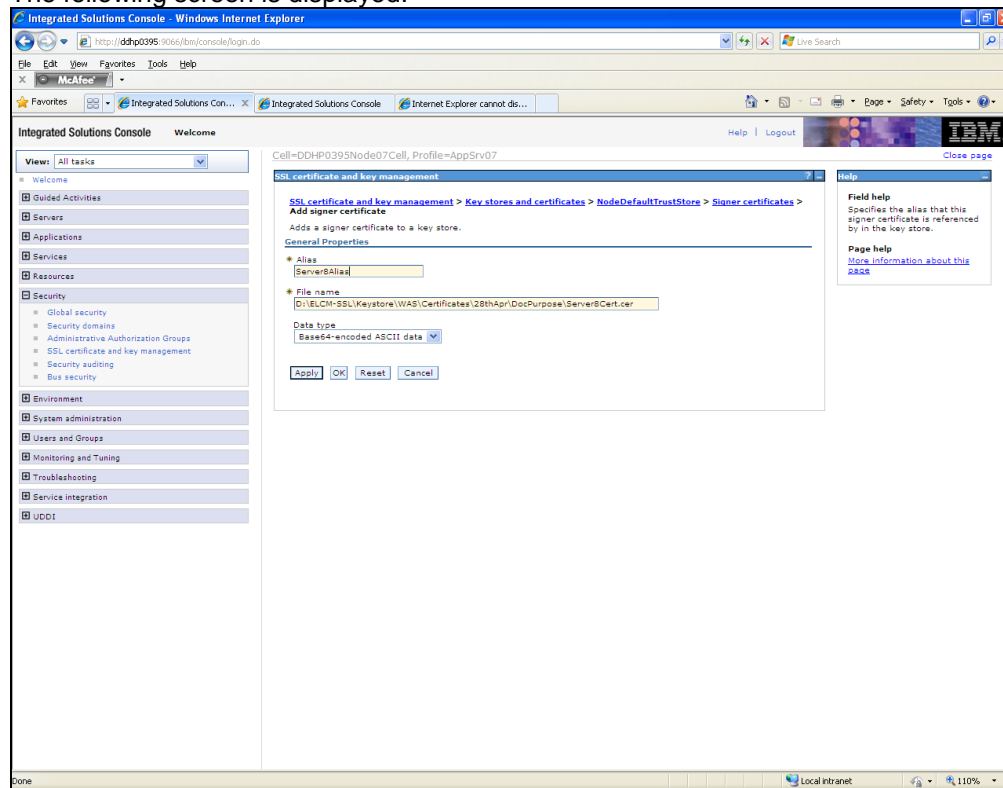 The following screen is displayed:
Integrated Solutions Console - Windows Internet Explorer
http://ddhp0395:9066/ibm/console/login.do
Live Search
File Edit View Favorites Tools Help
X McAfee
Favorites
Integrated Solutions Con... X
Integrated Solutions Console
Internet Explorer cannot dis...
Page Safety Tools
Integrated Solutions Console Welcome
Help | Logout
IBM
View: All tasks
Cell=DDHP0395Node07Cell, Profile=AppSrv07
Close page
Welcome
Guided Activities
Servers
Applications
Services
Resources
Security
Global security
Security domains
Administrative Authorization Groups
SSL certificate and key management
Security auditing
Bus security
Environment
System administration
Users and Groups
Monitoring and Tuning
Troubleshooting
Service integration
UDDI
SSL certificate and key management ? -
SSL certificate and key management > Key stores and certificates > NodeDefaultTrustStore > Signer certificates >
Add signer certificate
Adds a signer certificate to a key store.
General Properties
* Alias
Server8Alias
* File name
D:\ELCM-SSL\Keystore\WAS\Certificates\28thApr\DocPurpose\Server8Cert.cer
Data type
Base64-encoded ASCII data
Apply OK Reset Cancel
Help -
Field help
Specifies the alias that this
signer certificate is referenced
by in the key store.
Page help
More information about this
page
Done
Local intranet
110%